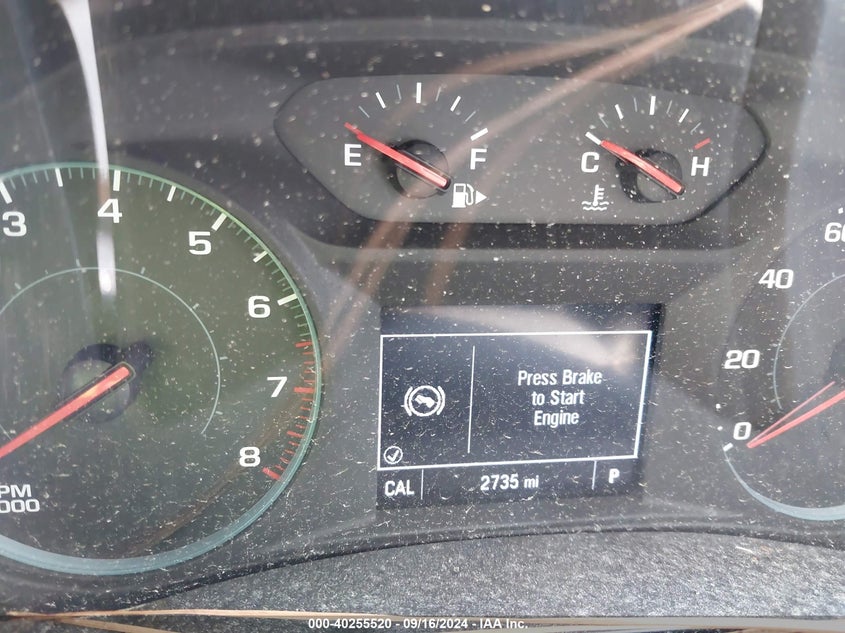 E F
C H
3 4 5 6 7 8
PM
000
60
40
20
0
Press Brake
to Start
Engine
CAL 2735 mi P
000-40255520 - 09/16/2024 - IAA Inc.